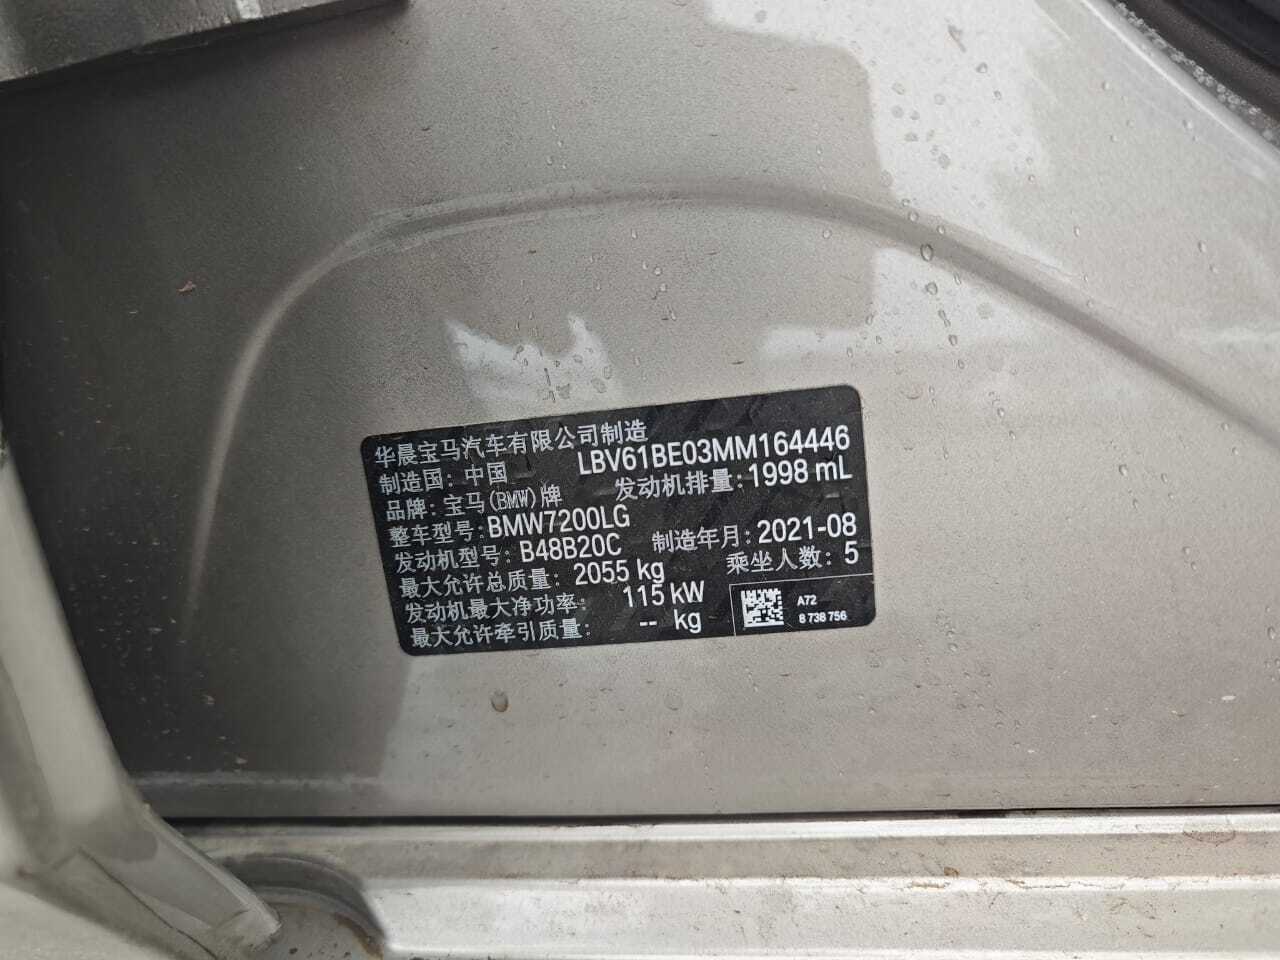 华晨宝马汽车有限公司制造
制造国: 中国 LBV61BE03MM164446
品牌: 宝马(BMW)牌 发动机排量: 1998 mL
整车型号: BMW7200LG
发动机型号: B48B20C 制造年月: 2021-08
最大允许总质量: 2055 kg 乘坐人数: 5
发动机最大净功率: 115 kW
最大允许牵引质量: -- kg
A72
8 738 756